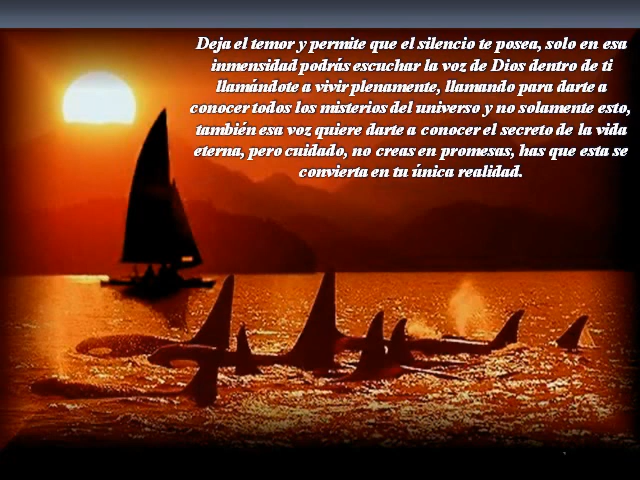 Deja el temor y permite que el silencio te posea, solo en esa
inmensidad podrás escuchar la voz de Dios dentro de ti
llamándote a vivir plenamente, llamando para darte a
conocer todos los misterios del universo y no solamente esto,
también esa voz quiere darte a conocer el secreto de la vida
eterna, pero cuidado, no creas en promesas, has que esta se
convierta en tu única realidad.